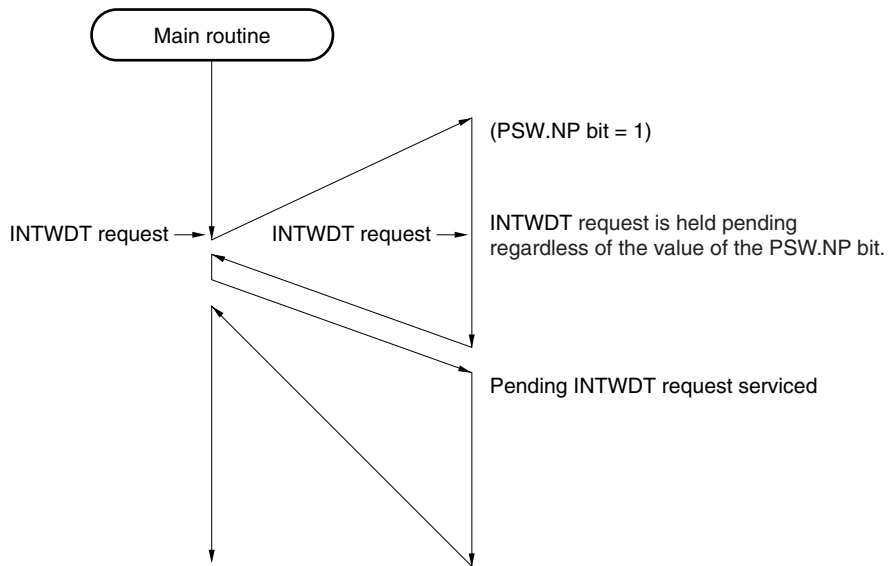 Main routine
(PSW.NP bit = 1)
INTWDT request
INTWDT request
INTWDT request is held pending
regardless of the value of the PSW.NP bit.
Pending INTWDT request serviced